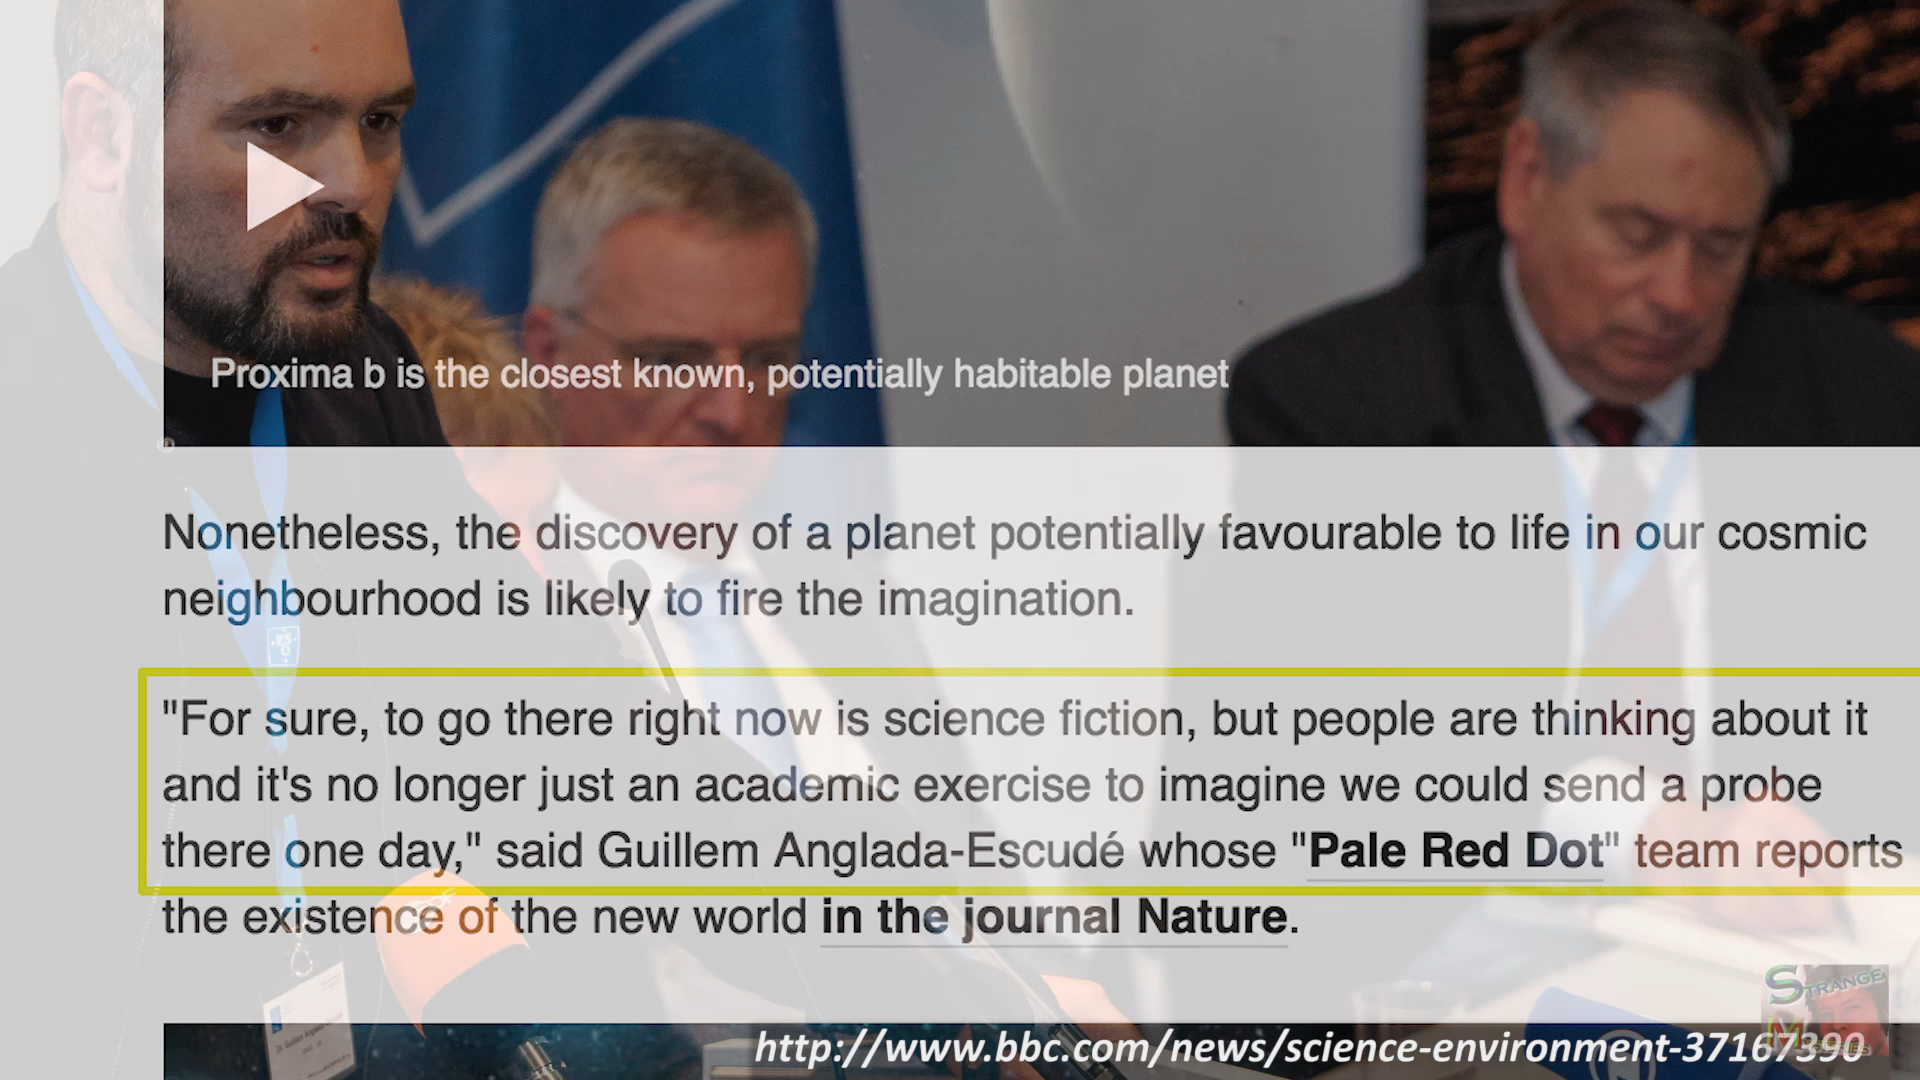 Proxima b is the closest known, potentially habitable planet
Nonetheless, the discovery of a planet potentially favourable to life in our cosmic
neighbourhood is likely to fire the imagination.
"For sure, to go there right now is science fiction, but people are thinking about it
and it's no longer just an academic exercise to imagine we could send a probe
there one day," said Guillem Anglada-Escudé whose "Pale Red Dot" team reports
the existence of the new world in the journal Nature.
STRANGE
http://www.bbc.com/news/science-environment-37167390